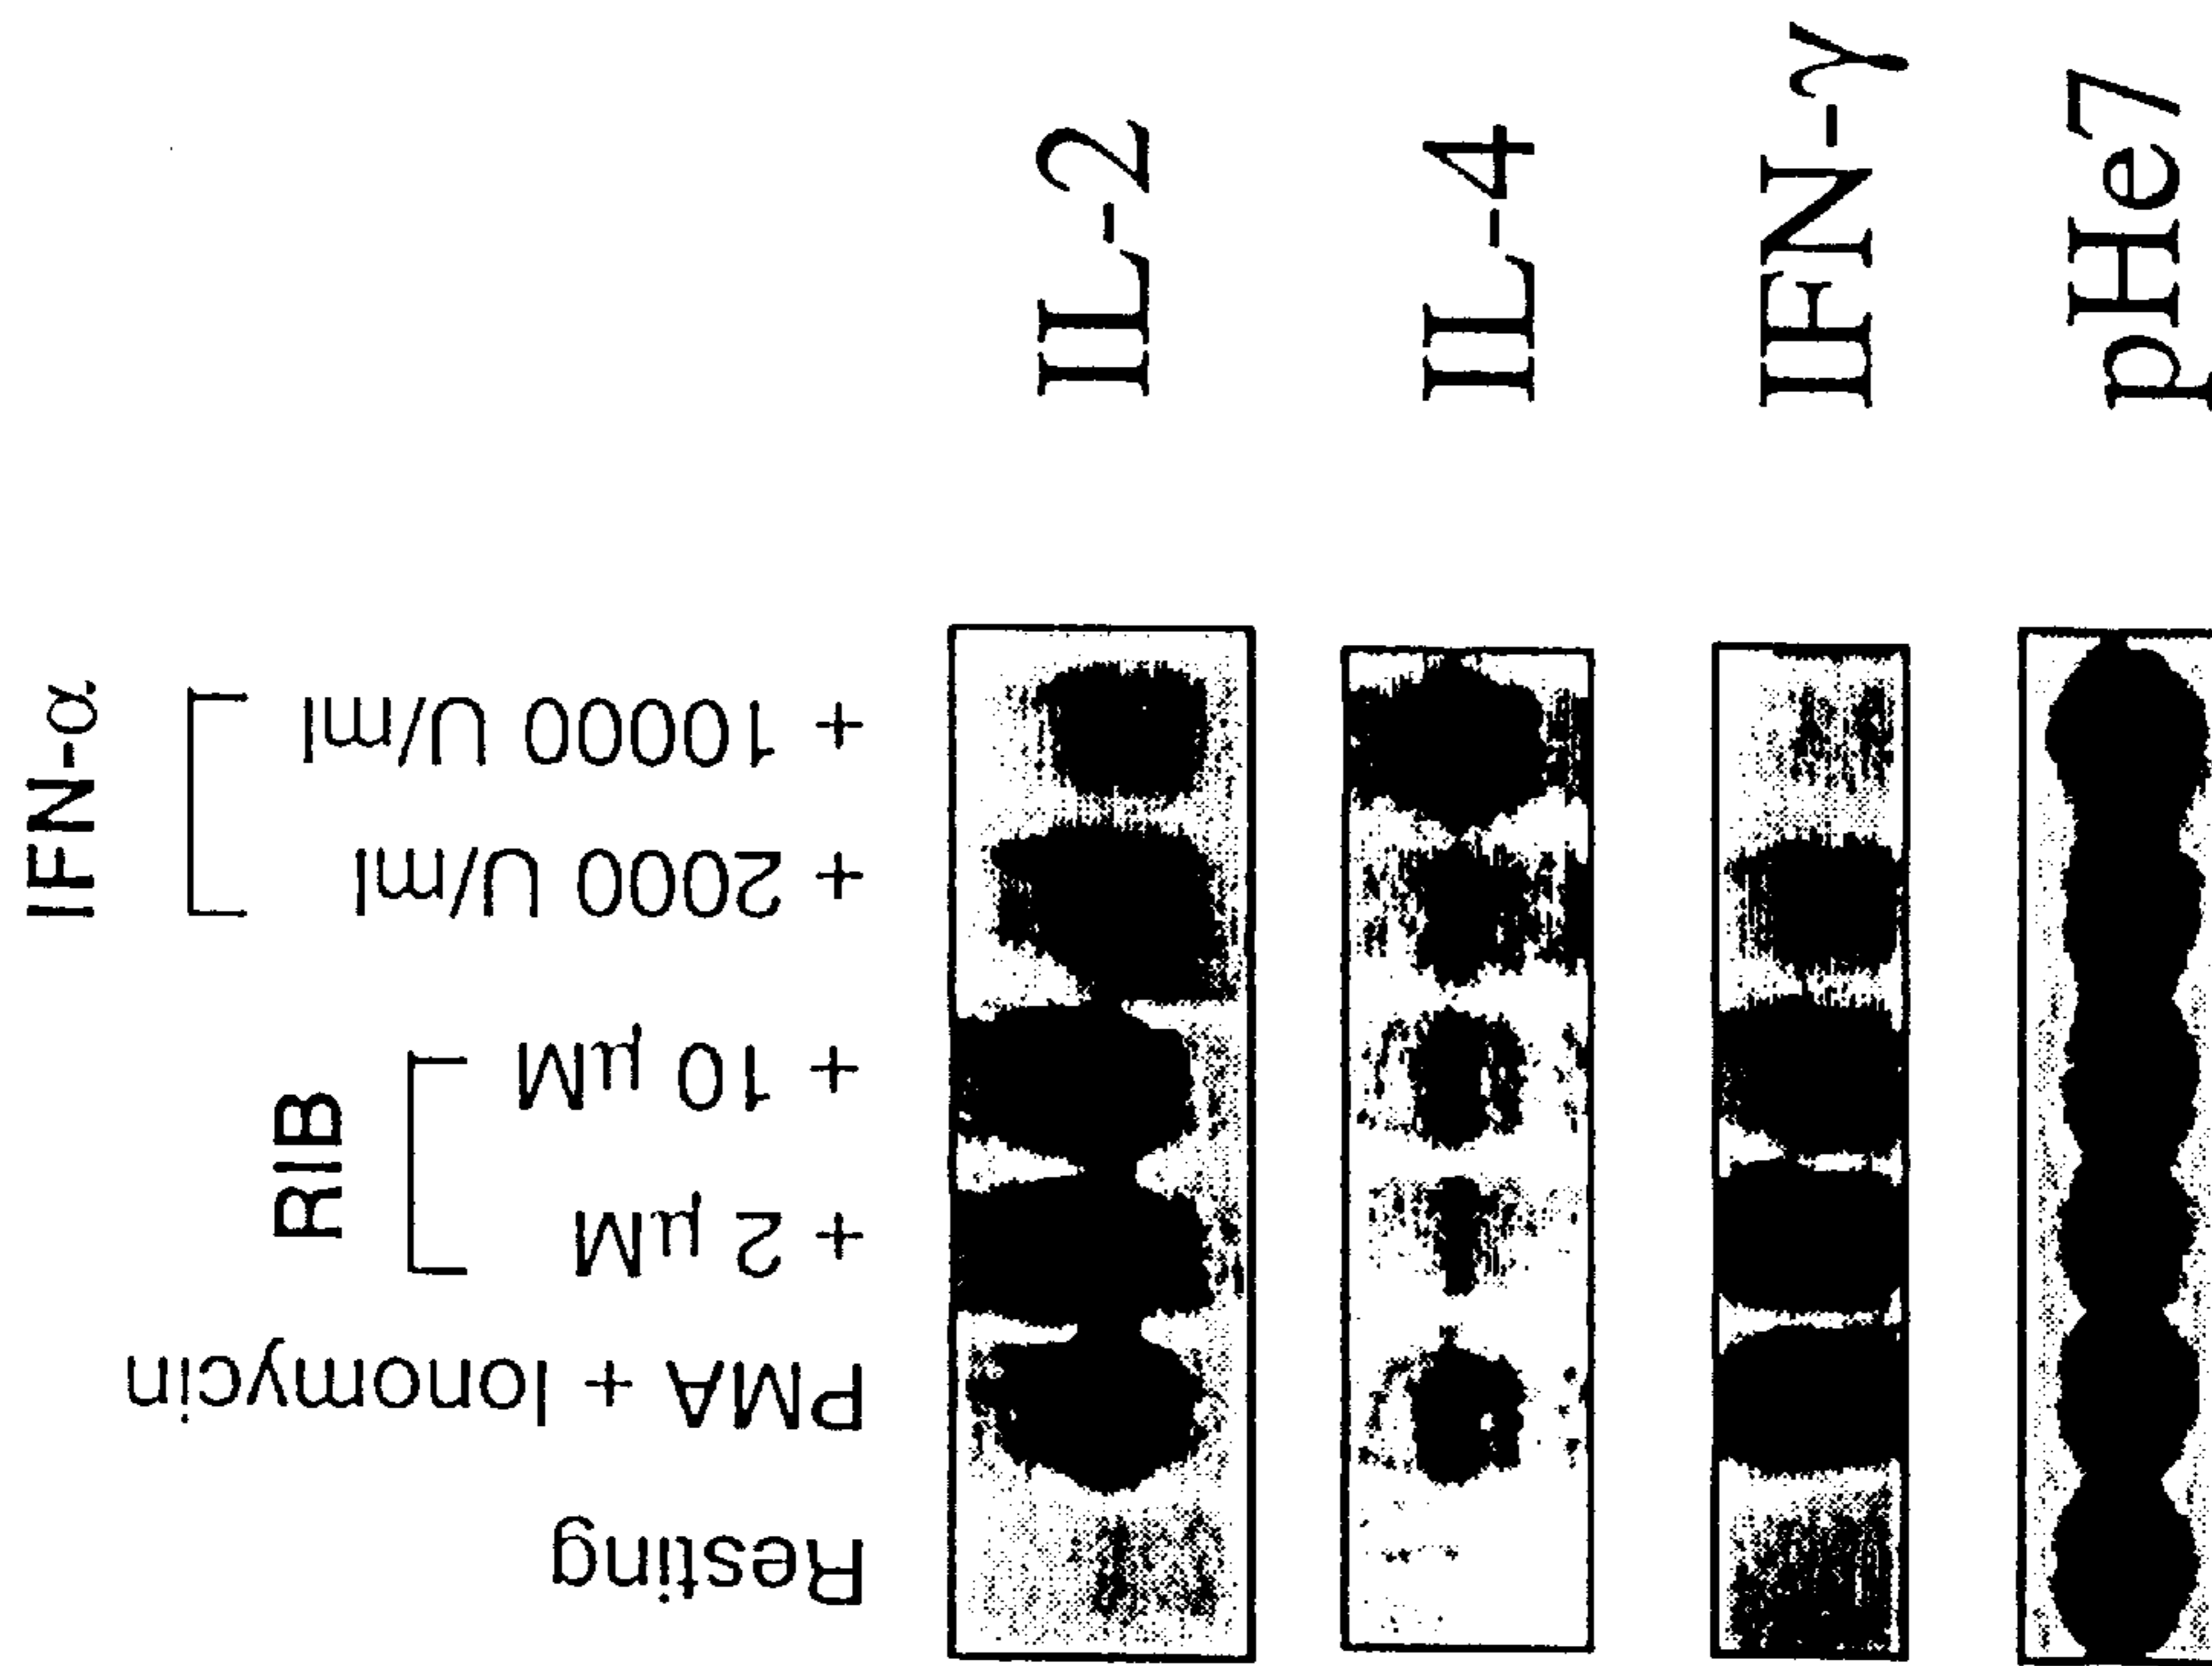 RIB
IFN-α
Resting
PMA + Ionomycin
+ 2 µM
+ 10 µM
+ 2000 U/ml
+ 10000 U/ml
IL-2
IL-4
IFN-γ
pHe7